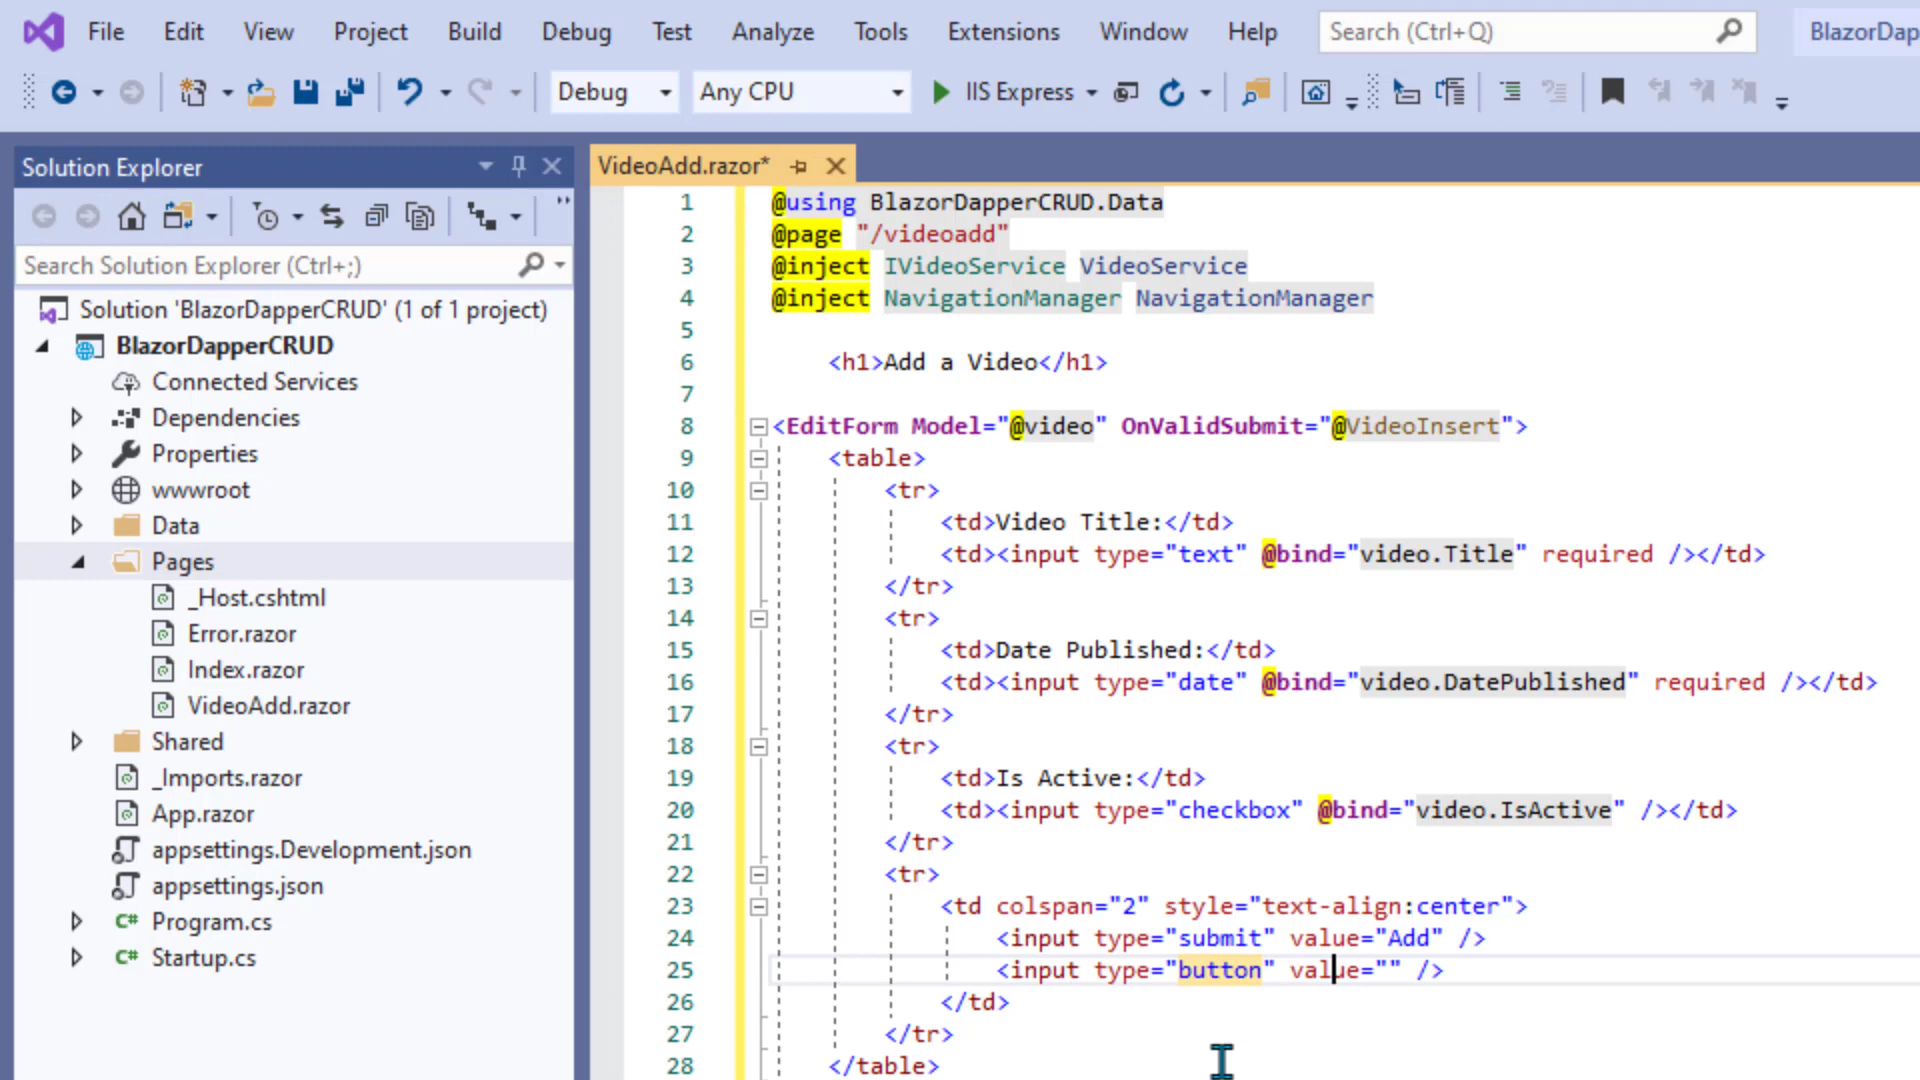 File Edit View Project Build Debug Test Analyze Tools Extensions Window Help Search (Ctrl+Q) BlazorDap
Debug Any CPU IIS Express
Solution Explorer
Search Solution Explorer (Ctrl+;)
Solution 'BlazorDapperCRUD' (1 of 1 project)
BlazorDapperCRUD
Connected Services
Dependencies
Properties
wwwroot
Data
Pages
_Host.cshtml
Error.razor
Index.razor
VideoAdd.razor
Shared
_Imports.razor
App.razor
appsettings.Development.json
appsettings.json
C# Program.cs
C# Startup.cs
VideoAdd.razor*
1 @using BlazorDapperCRUD.Data
2 @page "/videoadd"
3 @inject IVideoService VideoService
4 @inject NavigationManager NavigationManager
5
6 <h1>Add a Video</h1>
7
8 <EditForm Model="@video" OnValidSubmit="@VideoInsert">
9 <table>
10 <tr>
11 <td>Video Title:</td>
12 <td><input type="text" @bind="video.Title" required /></td>
13 </tr>
14 <tr>
15 <td>Date Published:</td>
16 <td><input type="date" @bind="video.DatePublished" required /></td>
17 </tr>
18 <tr>
19 <td>Is Active:</td>
20 <td><input type="checkbox" @bind="video.IsActive" /></td>
21 </tr>
22 <tr>
23 <td colspan="2" style="text-align:center">
24 <input type="submit" value="Add" />
25 <input type="button" value="" />
26 </td>
27 </tr>
28 </table>